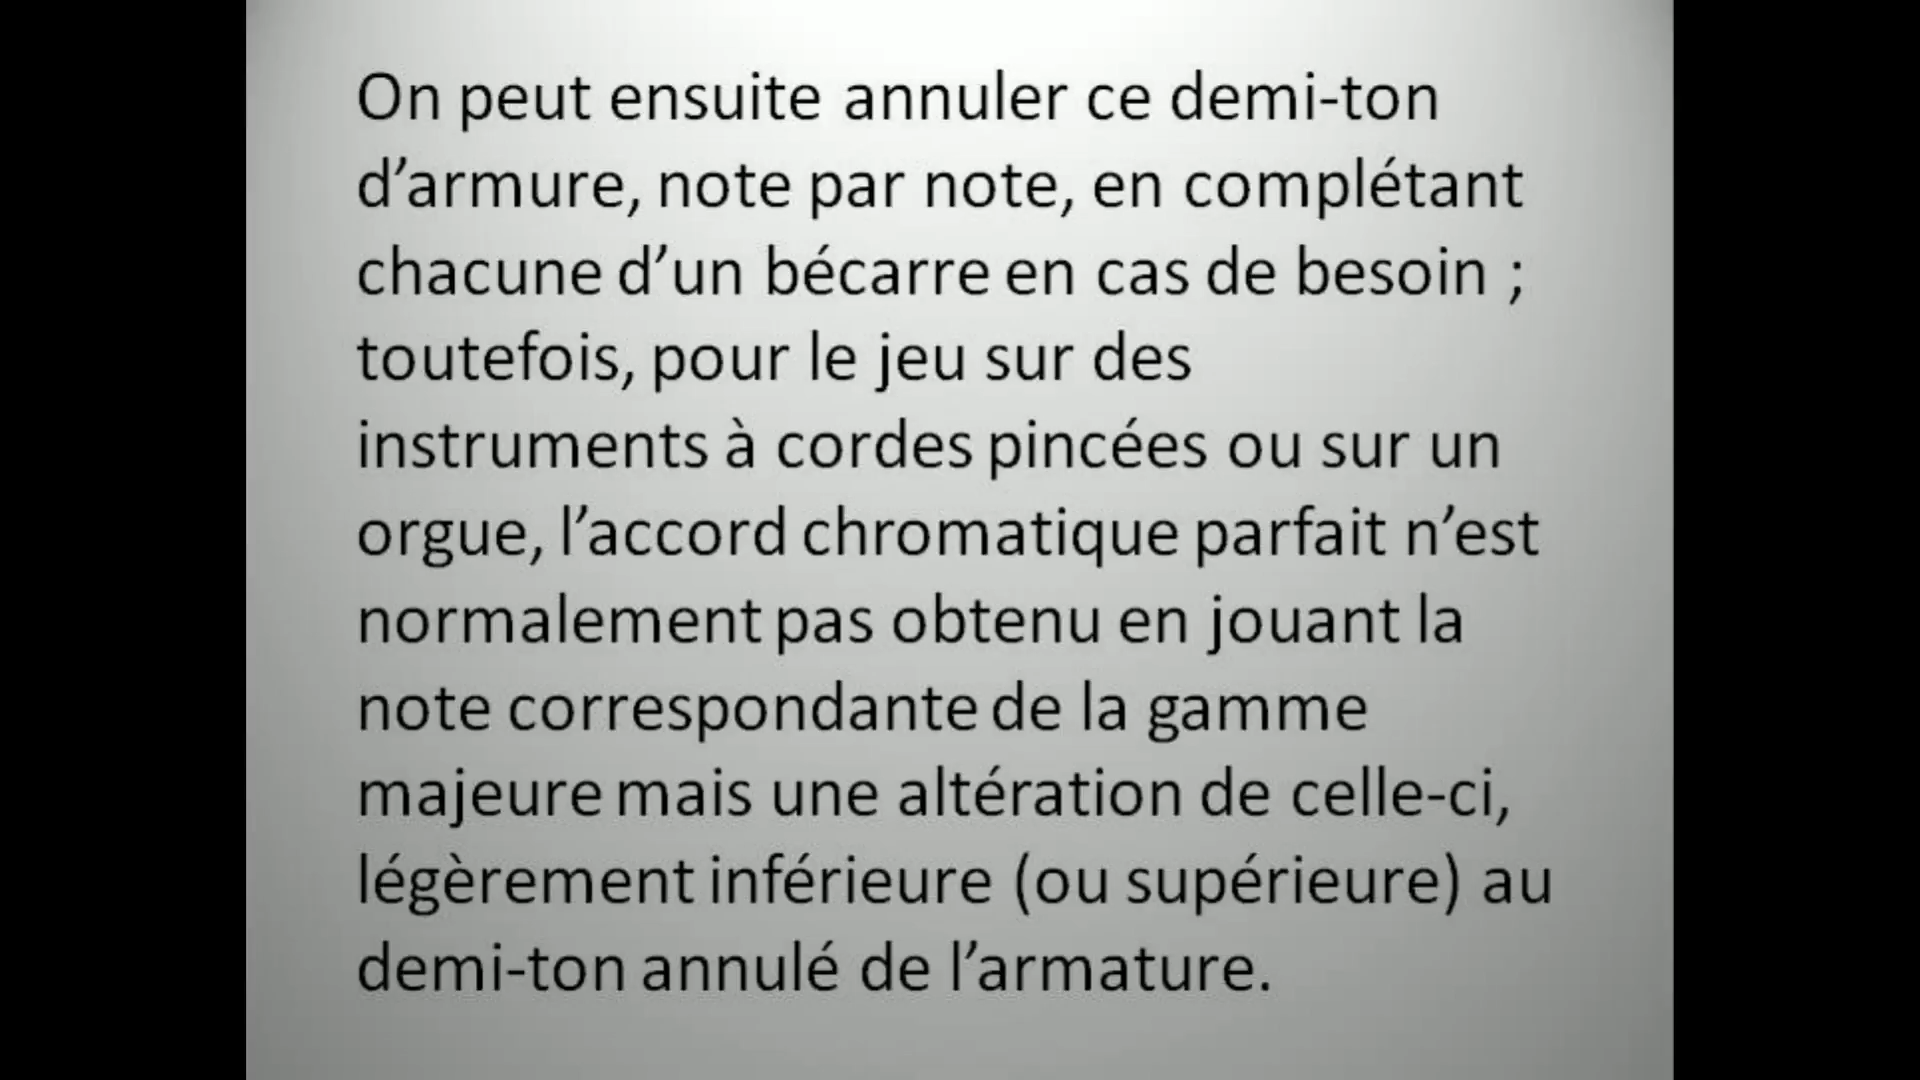 On peut ensuite annuler ce demi-ton
d’armure, note par note, en complétant
chacune d’un bécarre en cas de besoin ;
toutefois, pour le jeu sur des
instruments à cordes pincées ou sur un
orgue, l’accord chromatique parfait n’est
normalement pas obtenu en jouant la
note correspondante de la gamme
majeure mais une altération de celle-ci,
légèrement inférieure (ou supérieure) au
demi-ton annulé de l’armature.